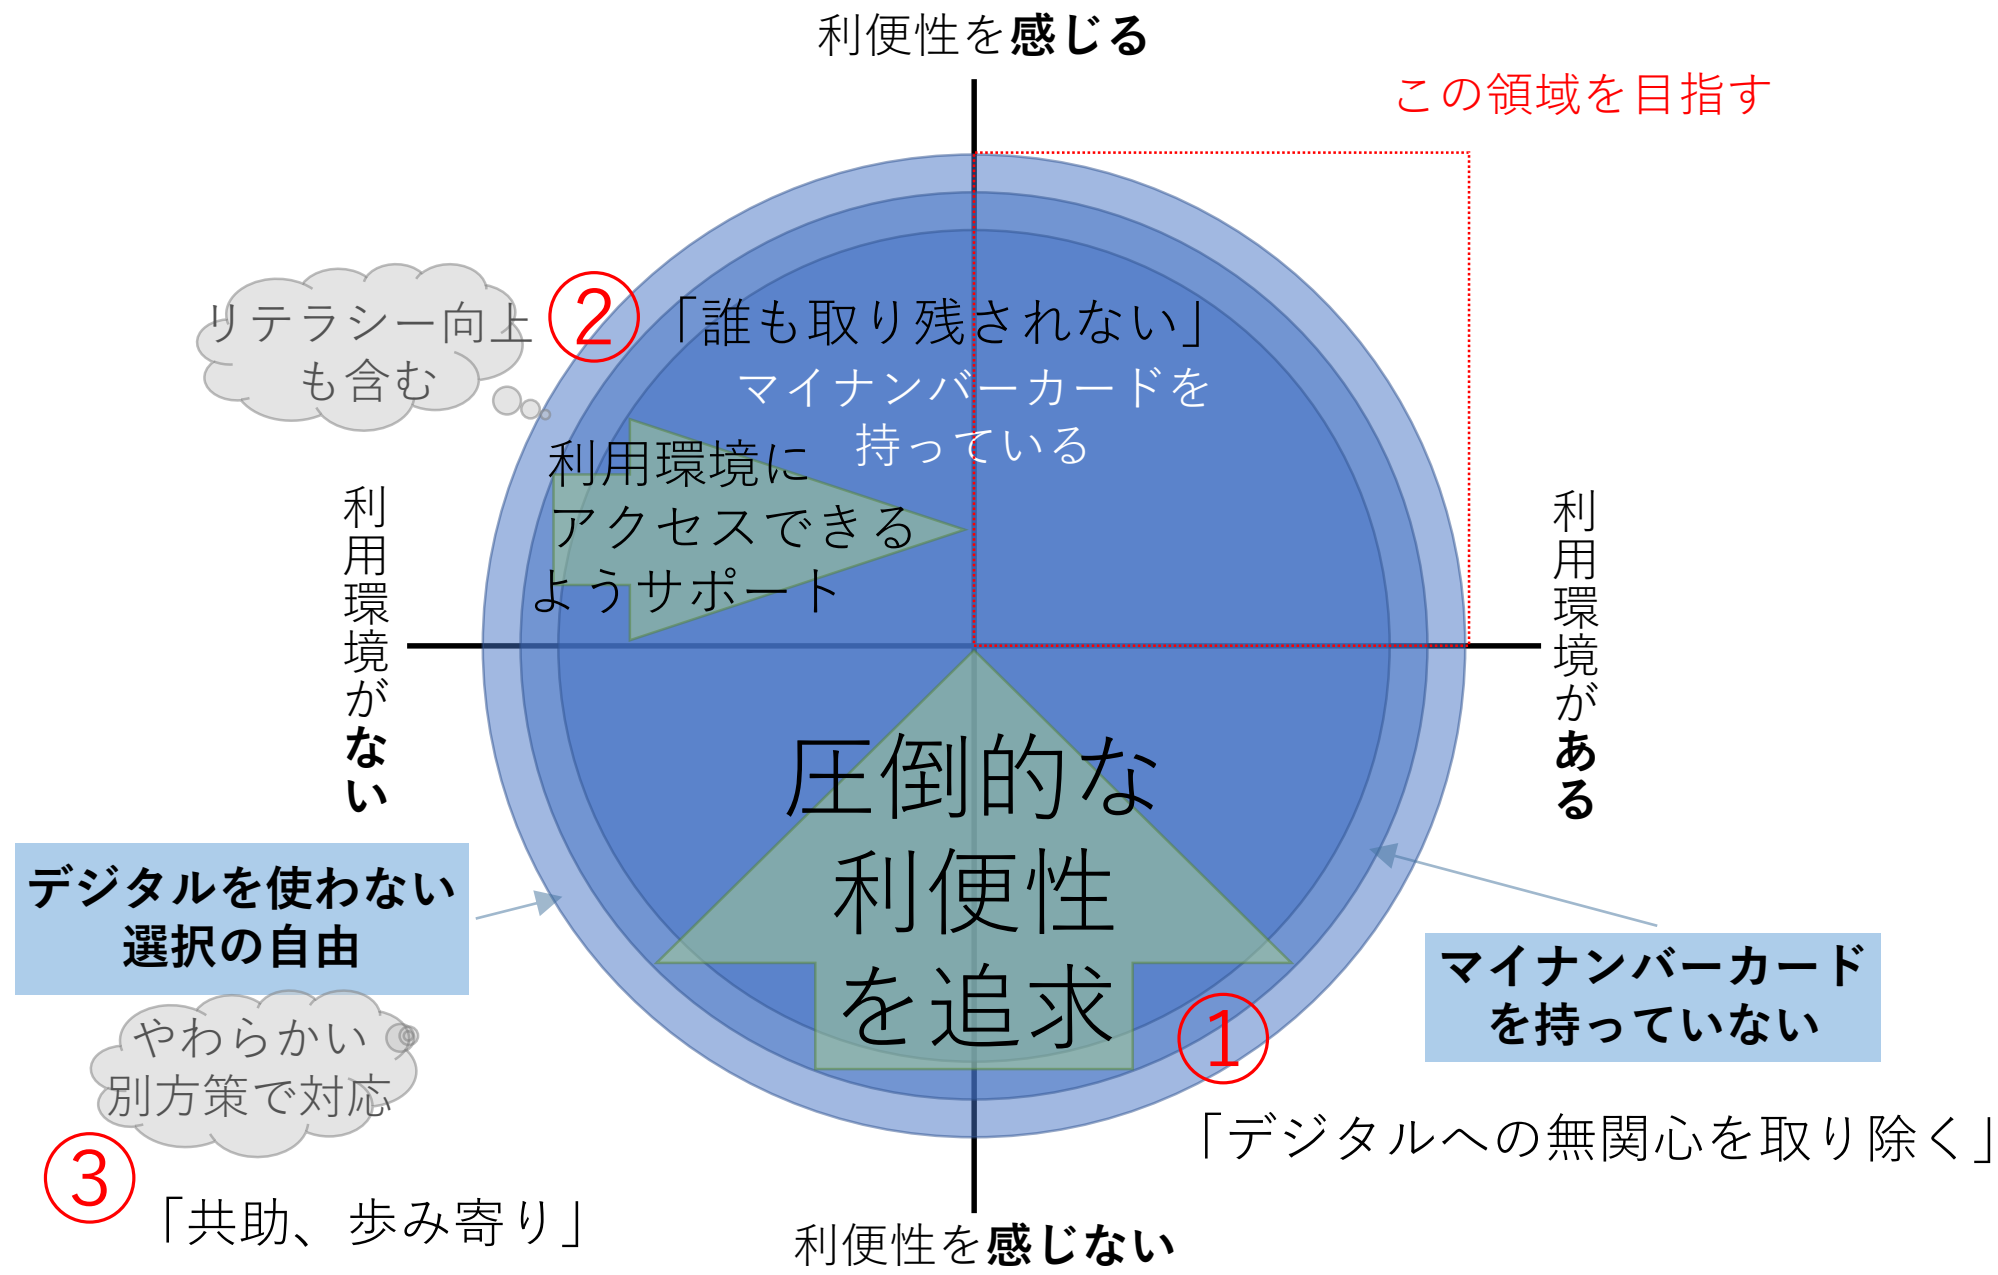 利便性を感じる
この領域を目指す
リテラシー向上
も含む
②
「誰も取り残されない」
マイナンバーカードを
持っている
利用環境に
アクセスできる
ようサポート
利用環境がない
利用環境がある
圧倒的な
利便性
を追求
①
「デジタルへの無関心を取り除く」
デジタルを使わない
選択の自由
マイナンバーカード
を持っていない
やわらかい
別方策で対応
③
「共助、歩み寄り」
利便性を感じない